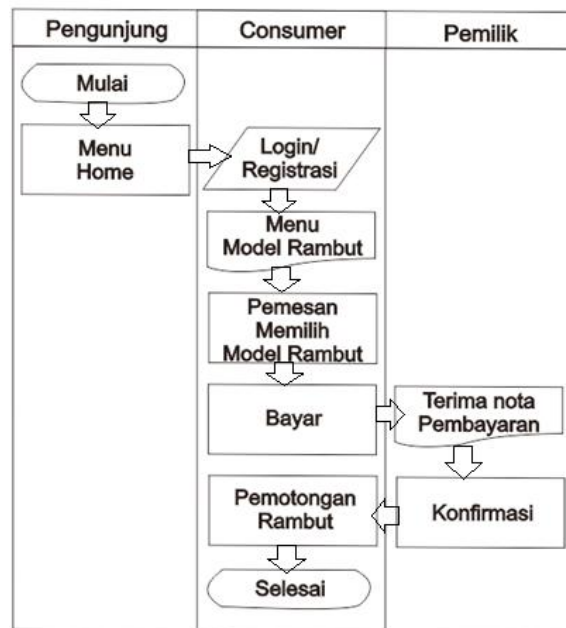 Pengunjung
Consumer
Pemilik
Mulai
Menu
Home
Login/
Registrasi
Menu
Model Rambut
Pemesan
Memilih
Model Rambut
Bayar
Terima nota
Pembayaran
Konfirmasi
Pemotongan
Rambut
Selesai